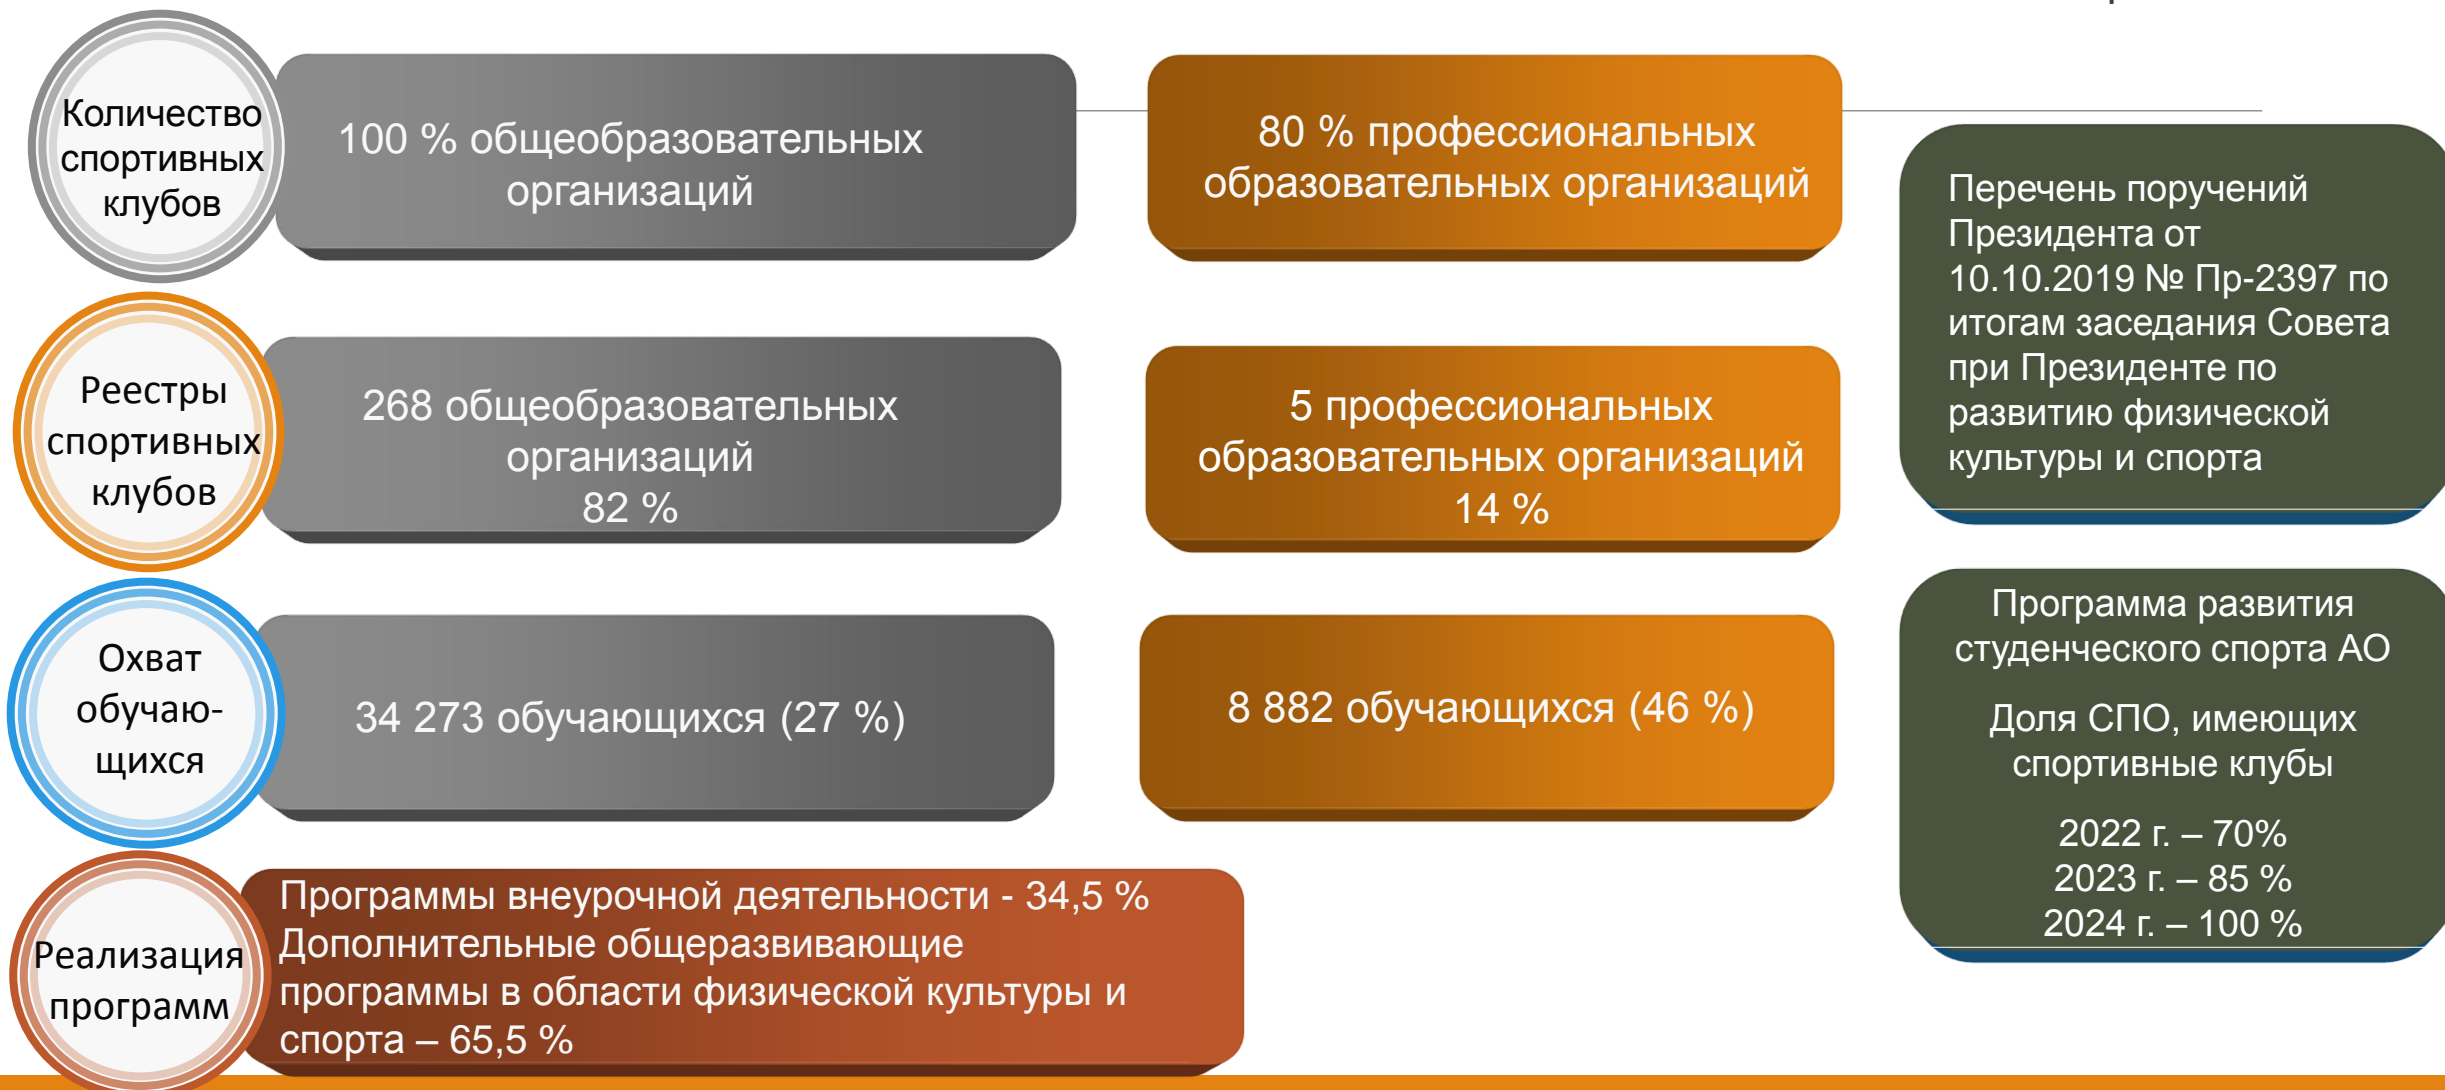 Количество
спортивных
клубов
100 % общеобразовательных
организаций
80 % профессиональных
образовательных организаций
Реестры
спортивных
клубов
268 общеобразовательных
организаций
82 %
5 профессиональных
образовательных организаций
14 %
Охват
обучаю-
щихся
34 273 обучающихся (27 %)
8 882 обучающихся (46 %)
Реализация
программ
Программы внеурочной деятельности - 34,5 %
Дополнительные общеразвивающие
программы в области физической культуры и
спорта – 65,5 %
Перечень поручений
Президента от
10.10.2019 № Пр-2397 по
итогам заседания Совета
при Президенте по
развитию физической
культуры и спорта
Программа развития
студенческого спорта АО
Доля СПО, имеющих
спортивные клубы
2022 г. – 70%
2023 г. – 85 %
2024 г. – 100 %